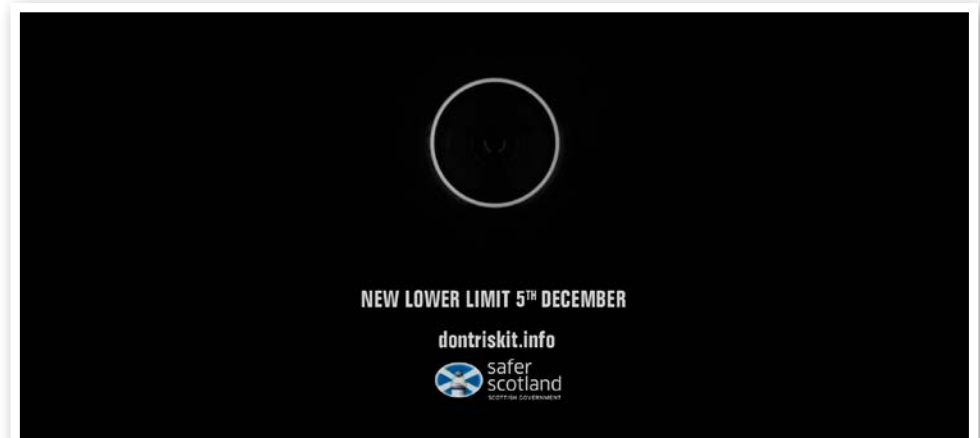 NEW LOWER LIMIT 5TH DECEMBER
dontriskit.info
safer
scotland
SCOTTISH GOVERNMENT